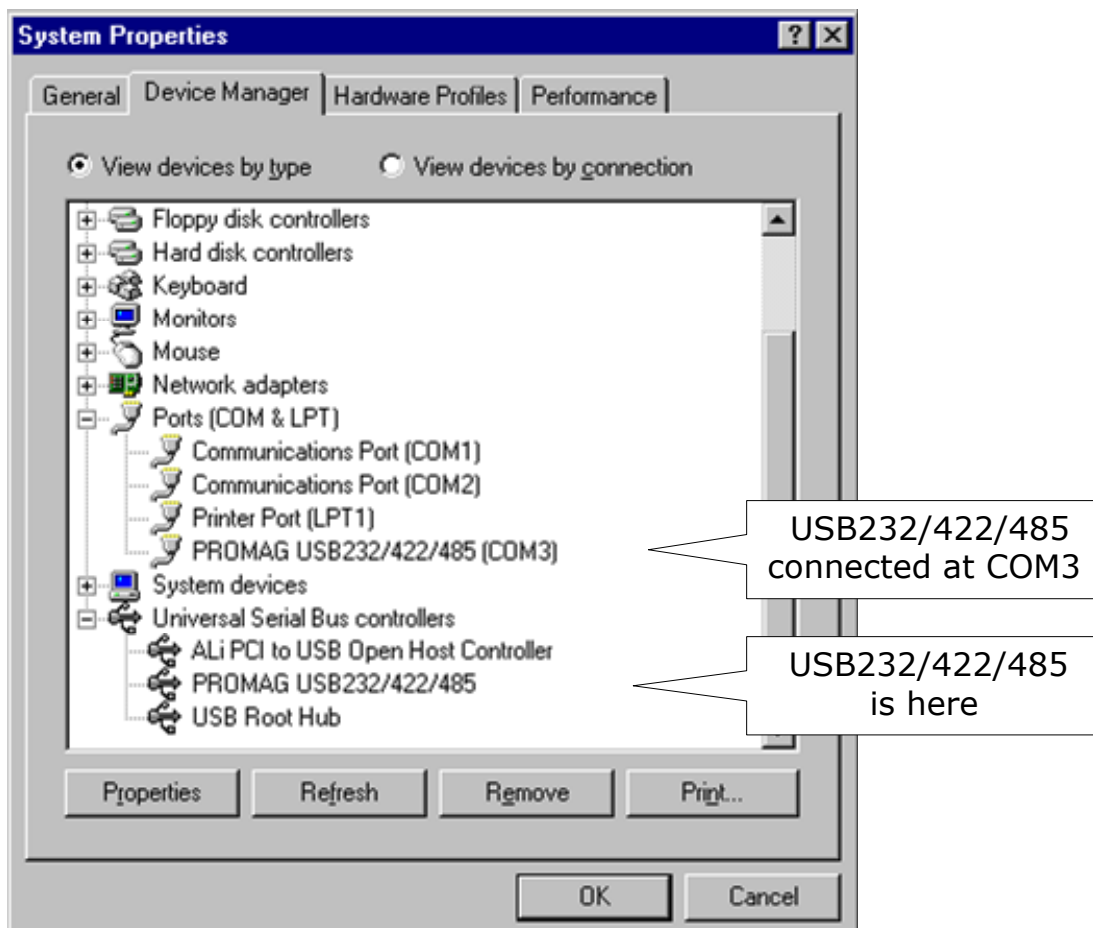 System Properties
General Device Manager Hardware Profiles Performance
View devices by type View devices by connection
Floppy disk controllers
Hard disk controllers
Keyboard
Monitors
Mouse
Network adapters
Ports (COM & LPT)
Communications Port (COM1)
Communications Port (COM2)
Printer Port (LPT1)
PROMAG USB232/422/485 (COM3)
System devices
Universal Serial Bus controllers
ALi PCI to USB Open Host Controller
PROMAG USB232/422/485
USB Root Hub
USB232/422/485
connected at COM3
USB232/422/485
is here
Properties Refresh Remove Print...
OK Cancel